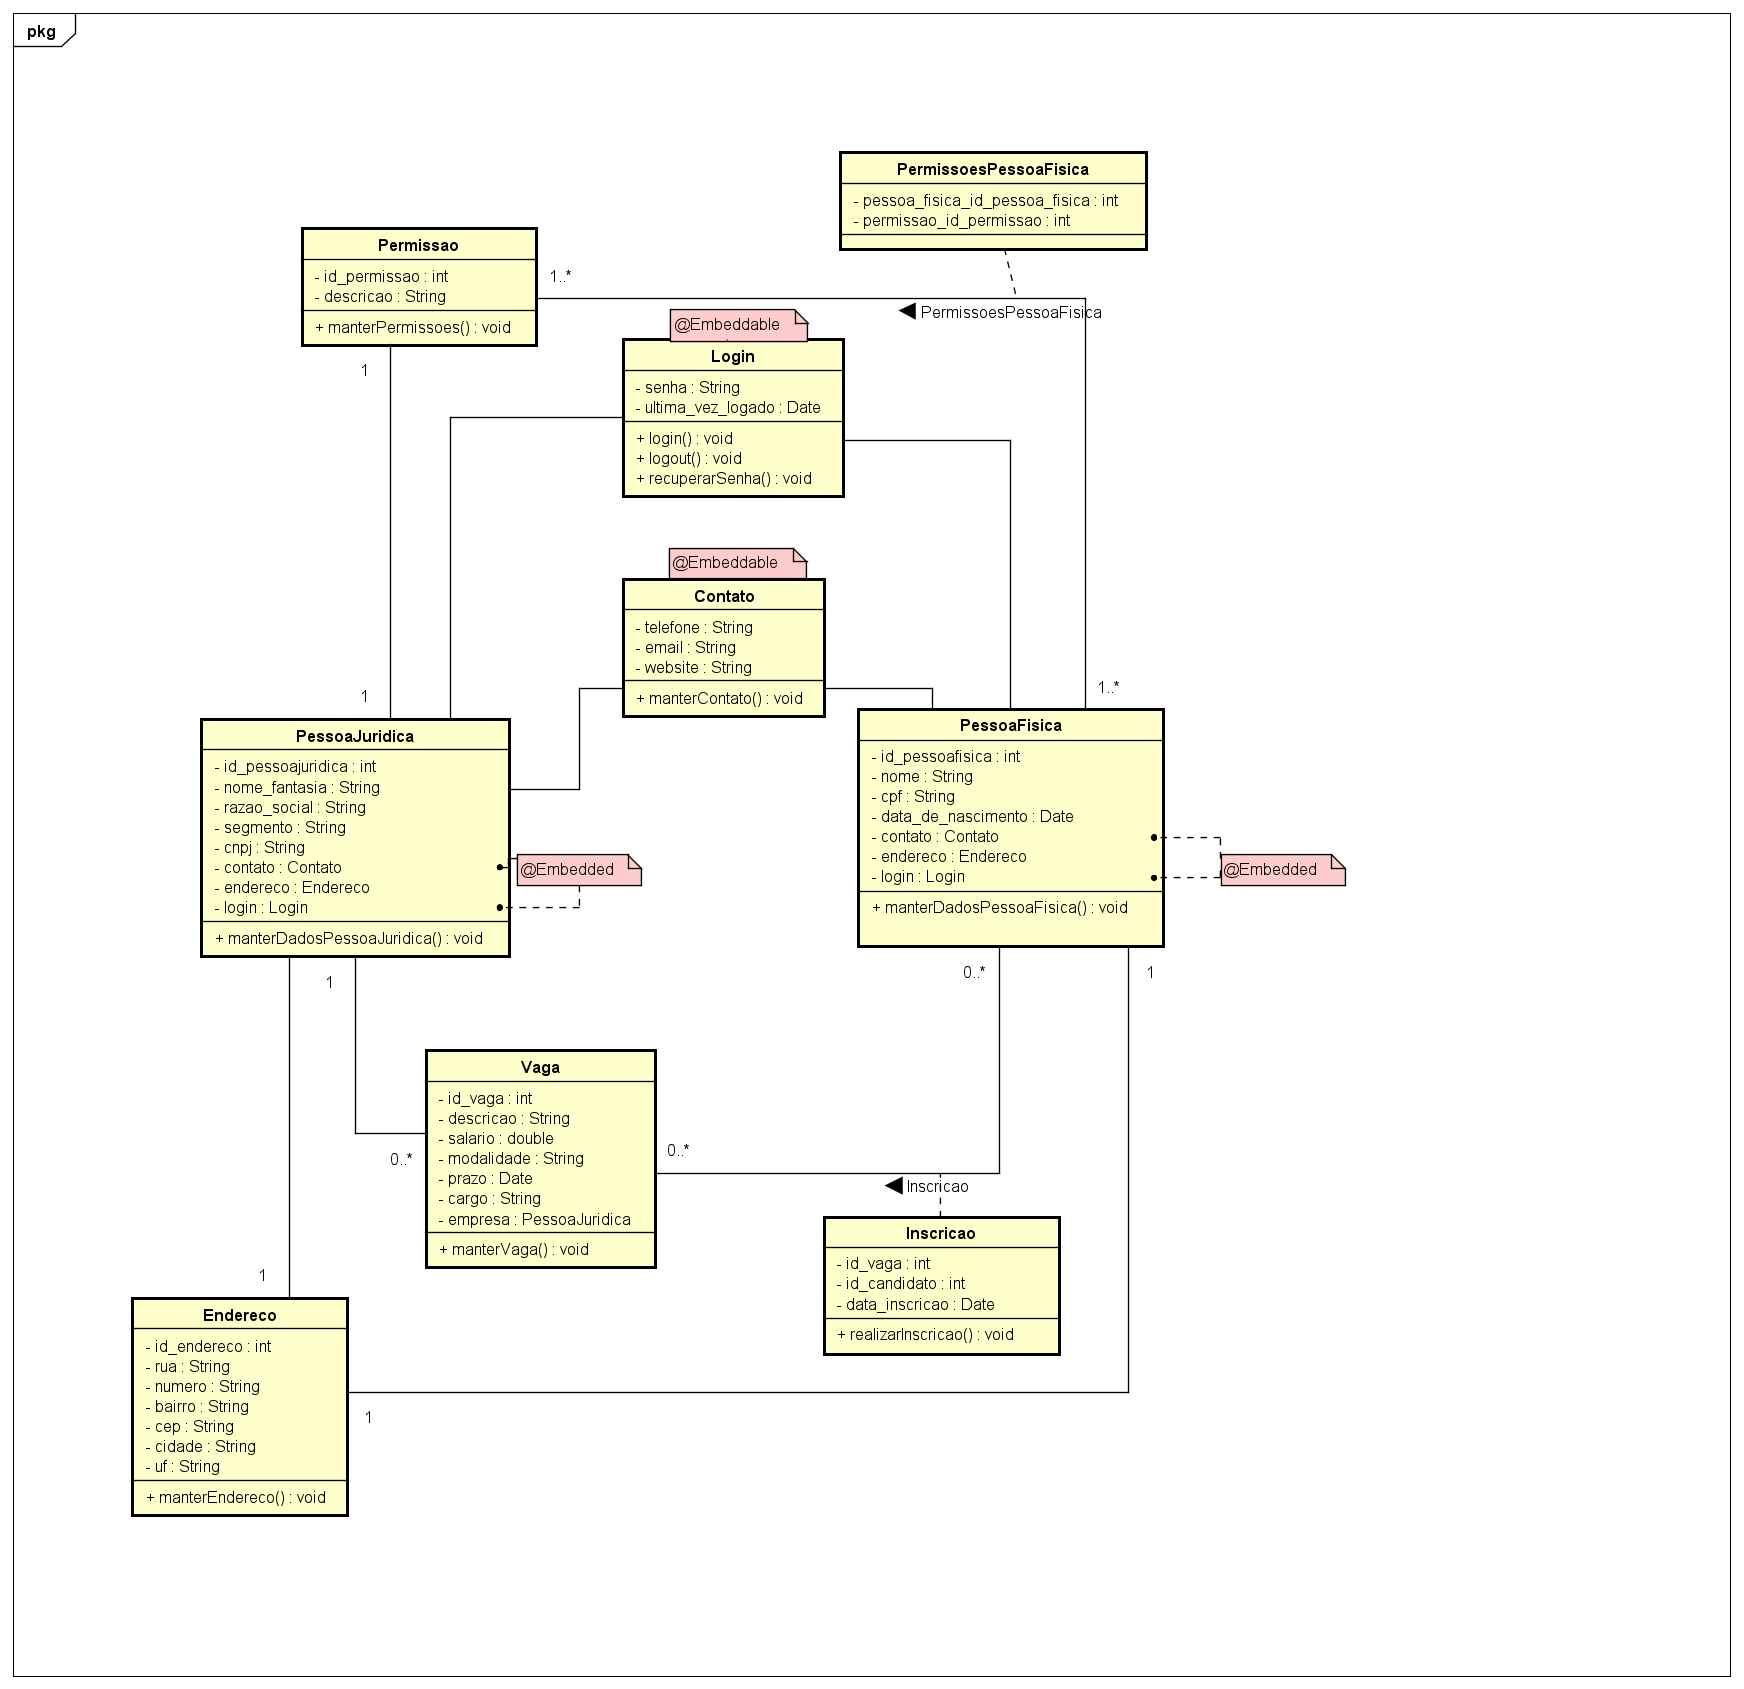 pkg
PermissoesPessoaFisica
- pessoa_fisica_id_pessoa_fisica : int
- permissao_id_permissao : int
Permissao
- id_permissao : int
- descricao : String
+ manterPermissoes() : void
1..*
PermissoesPessoaFisica
1
@Embeddable
Login
- senha : String
- ultima_vez_logado : Date
+ login() : void
+ logout() : void
+ recuperarSenha() : void
@Embeddable
Contato
- telefone : String
- email : String
- website : String
+ manterContato() : void
1
1..*
PessoaJuridica
- id_pessoajuridica : int
- nome_fantasia : String
- razao_social : String
- segmento : String
- cnpj : String
- contato : Contato
- endereco : Endereco
- login : Login
+ manterDadosPessoaJuridica() : void
@Embedded
PessoaFisica
- id_pessoafisica : int
- nome : String
- cpf : String
- data_de_nascimento : Date
- contato : Contato
- endereco : Endereco
- login : Login
+ manterDadosPessoaFisica() : void
@Embedded
1
0..*
1
Vaga
- id_vaga : int
- descricao : String
- salario : double
- modalidade : String
- prazo : Date
- cargo : String
- empresa : PessoaJuridica
+ manterVaga() : void
0..*
0..*
Inscricao
Inscricao
- id_vaga : int
- id_candidato : int
- data_inscricao : Date
+ realizarInscricao() : void
1
Endereco
- id_endereco : int
- rua : String
- numero : String
- bairro : String
- cep : String
- cidade : String
- uf : String
+ manterEndereco() : void
1